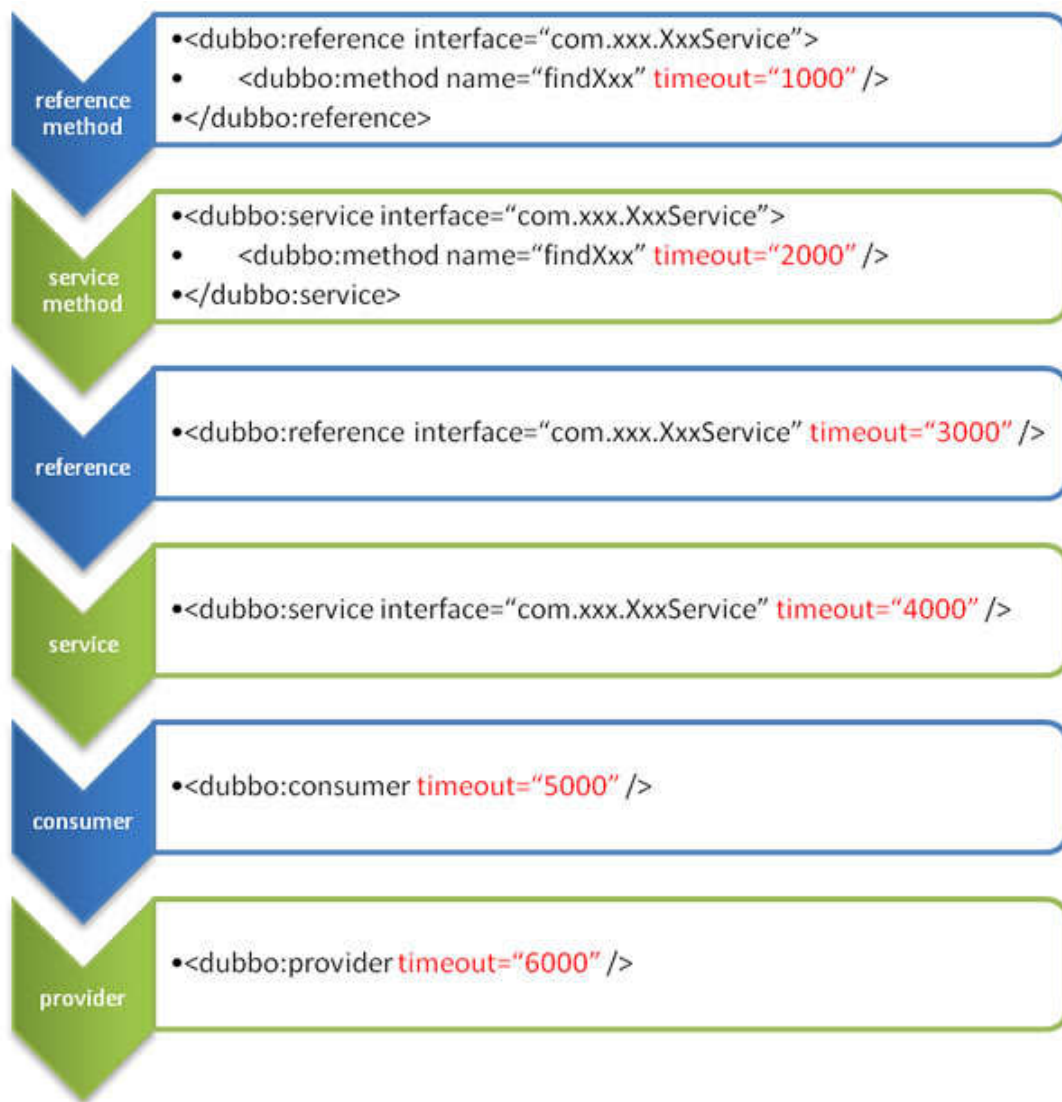 reference
method
•<dubbo:reference interface=“com.xxx.XxxService”>
• <dubbo:method name=“findXxx” timeout=“1000” />
•</dubbo:reference>
service
method
•<dubbo:service interface=“com.xxx.XxxService”>
• <dubbo:method name=“findXxx” timeout=“2000” />
•</dubbo:service>
reference
•<dubbo:reference interface=“com.xxx.XxxService” timeout=“3000” />
service
•<dubbo:service interface=“com.xxx.XxxService” timeout=“4000” />
consumer
•<dubbo:consumer timeout=“5000” />
provider
•<dubbo:provider timeout=“6000” />